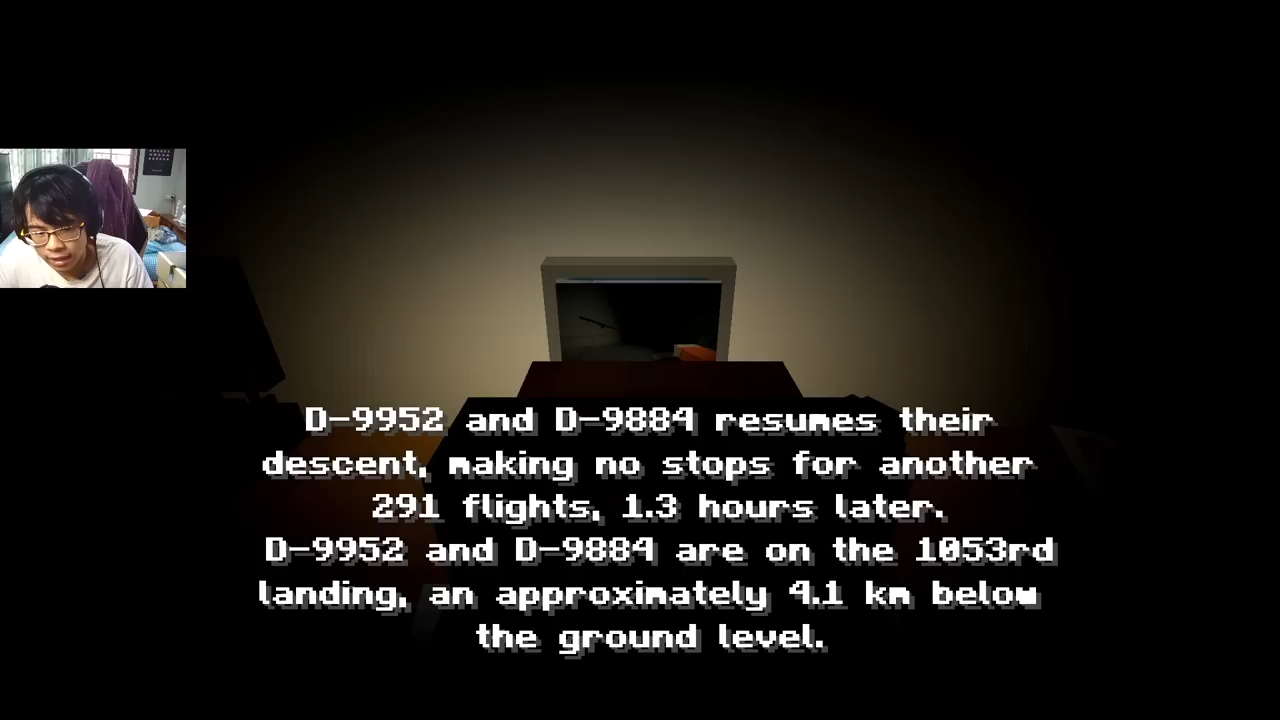 D-9952 and D-9884 resumes their
descent, making no stops for another
291 flights, 1.3 hours later.
D-9952 and D-9884 are on the 1053rd
landing, an approximately 4.1 km below
the ground level.